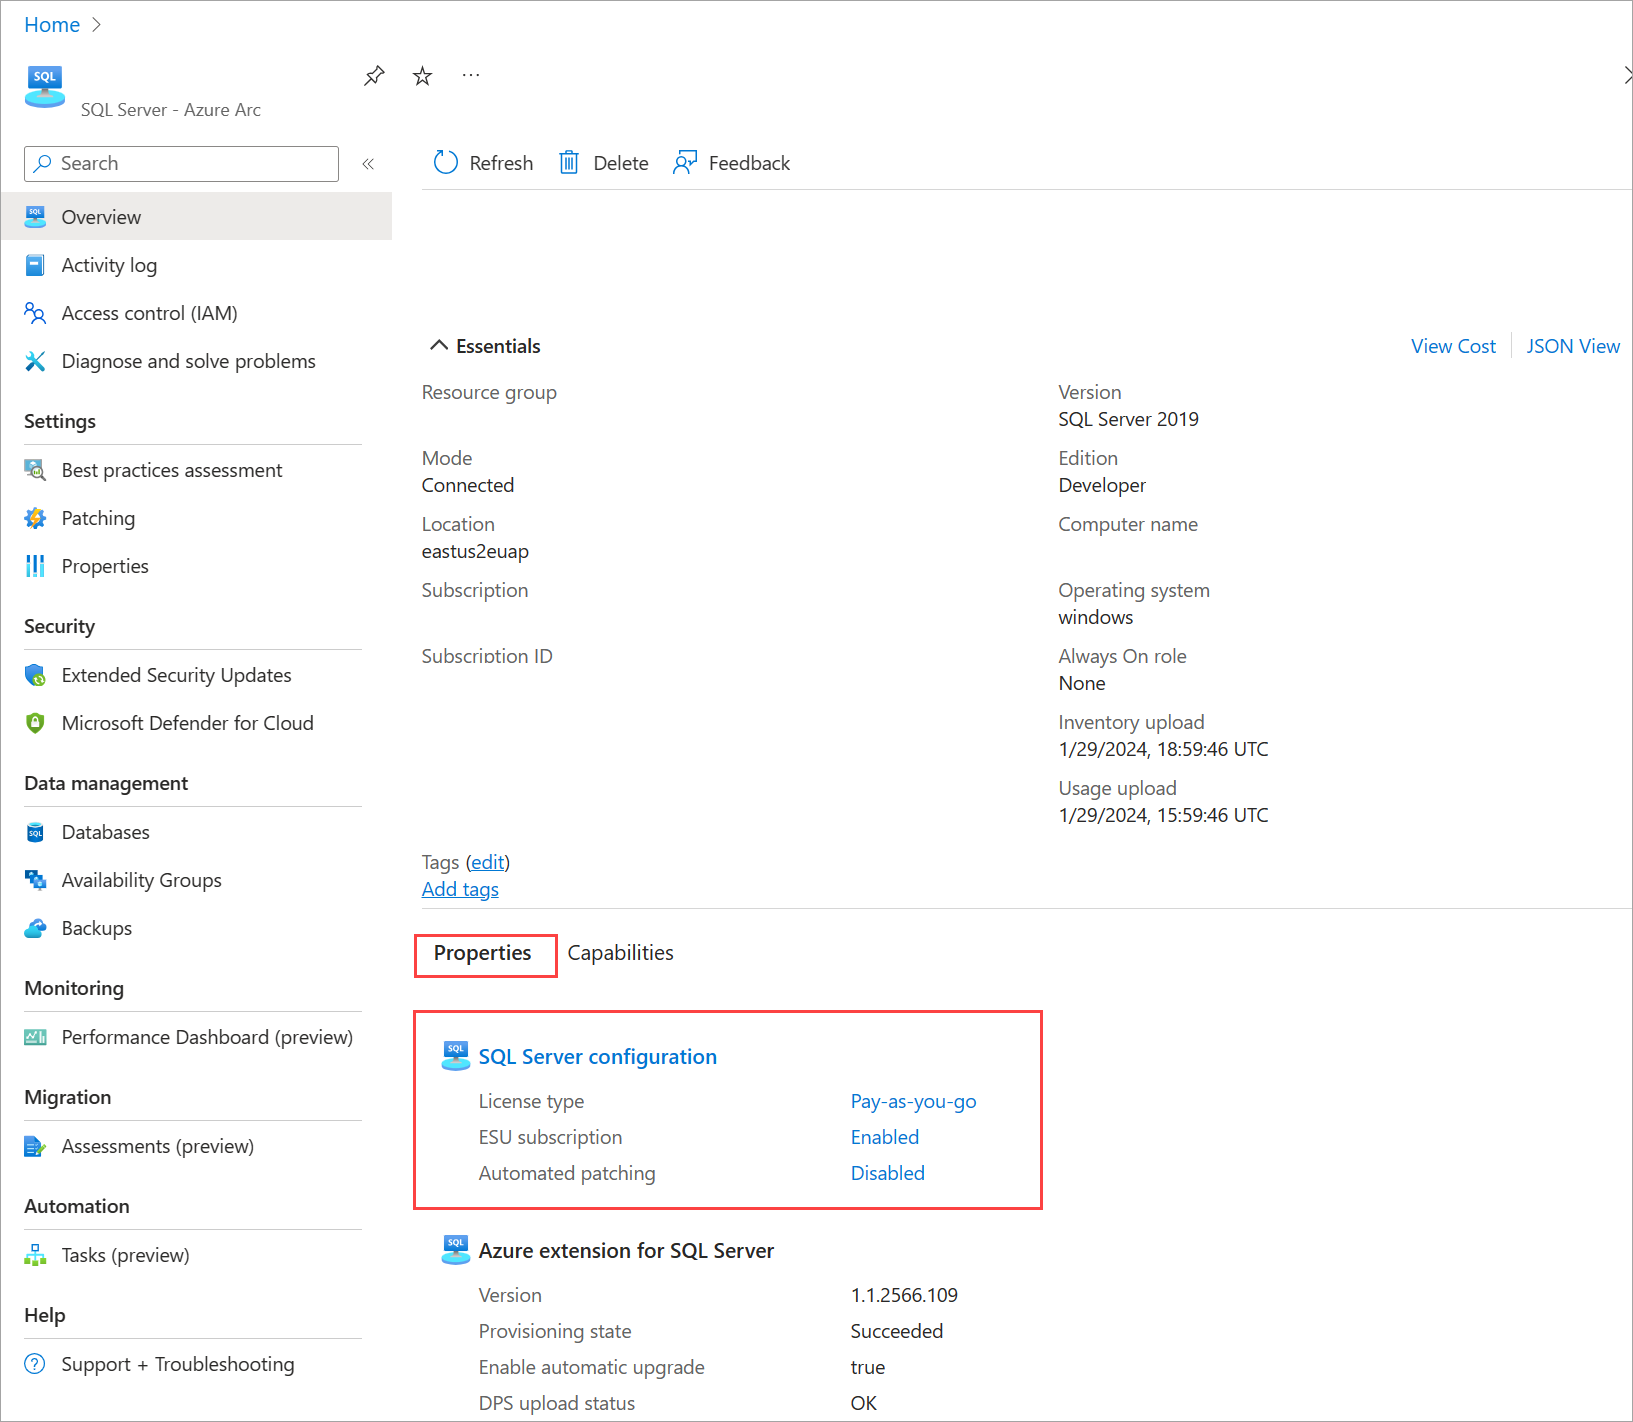 Home
SQL
SQL Server - Azure Arc
Search
Refresh
Delete
Feedback
Overview
Activity log
Access control (IAM)
Diagnose and solve problems
Settings
Best practices assessment
Patching
Properties
Security
Extended Security Updates
Microsoft Defender for Cloud
Data management
Databases
Availability Groups
Backups
Monitoring
Performance Dashboard (preview)
Migration
Assessments (preview)
Automation
Tasks (preview)
Help
Support + Troubleshooting
Essentials
View Cost
JSON View
Resource group
Mode
Connected
Location
eastus2euap
Subscription
Subscription ID
Version
SQL Server 2019
Edition
Developer
Computer name
Operating system
windows
Always On role
None
Inventory upload
1/29/2024, 18:59:46 UTC
Usage upload
1/29/2024, 15:59:46 UTC
Tags (edit)
Add tags
Properties
Capabilities
SQL
SQL Server configuration
License type Pay-as-you-go
ESU subscription Enabled
Automated patching Disabled
SQL
Azure extension for SQL Server
Version 1.1.2566.109
Provisioning state Succeeded
Enable automatic upgrade true
DPS upload status OK